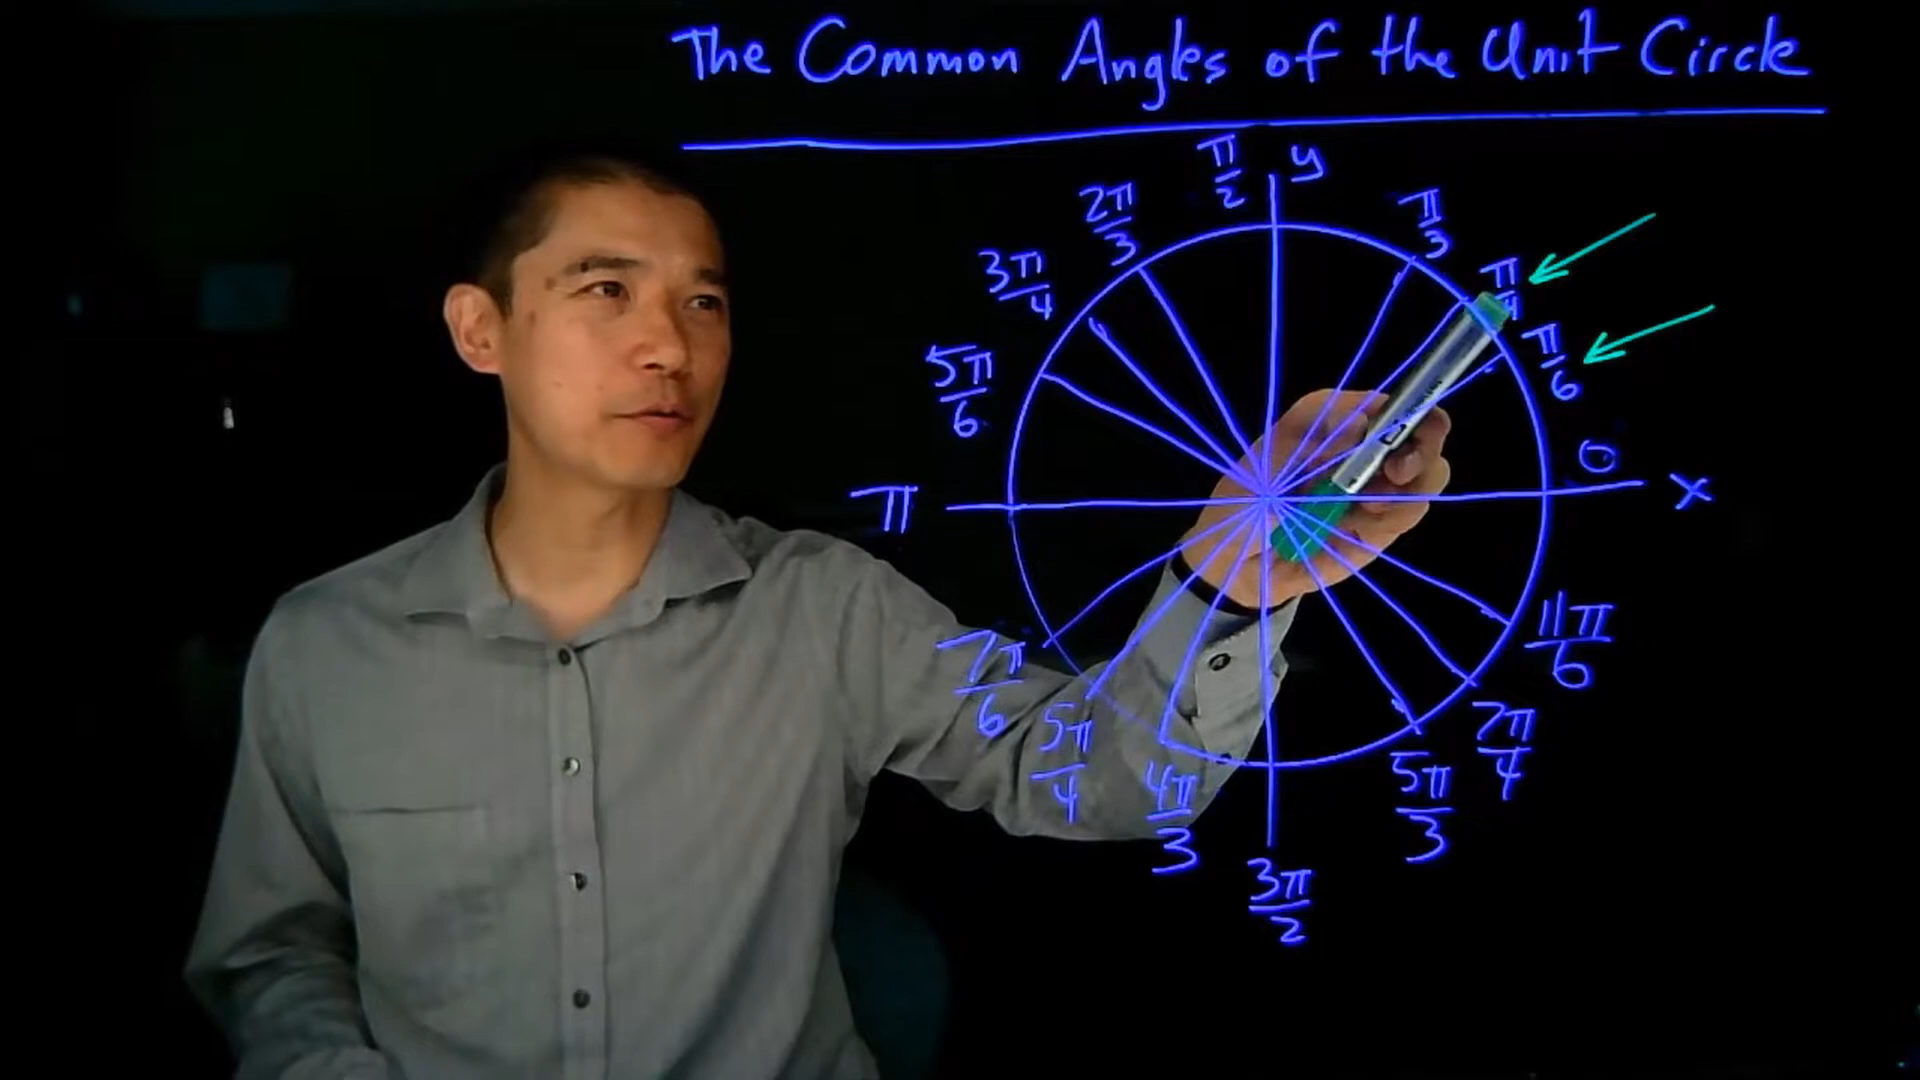 The Common Angles of the Unit Circle
π/2
y
2π/3
π/3
3π/4
π/4
5π/6
π/6
0
π
x
7π/6
11π/6
5π/4
7π/4
4π/3
5π/3
3π/2